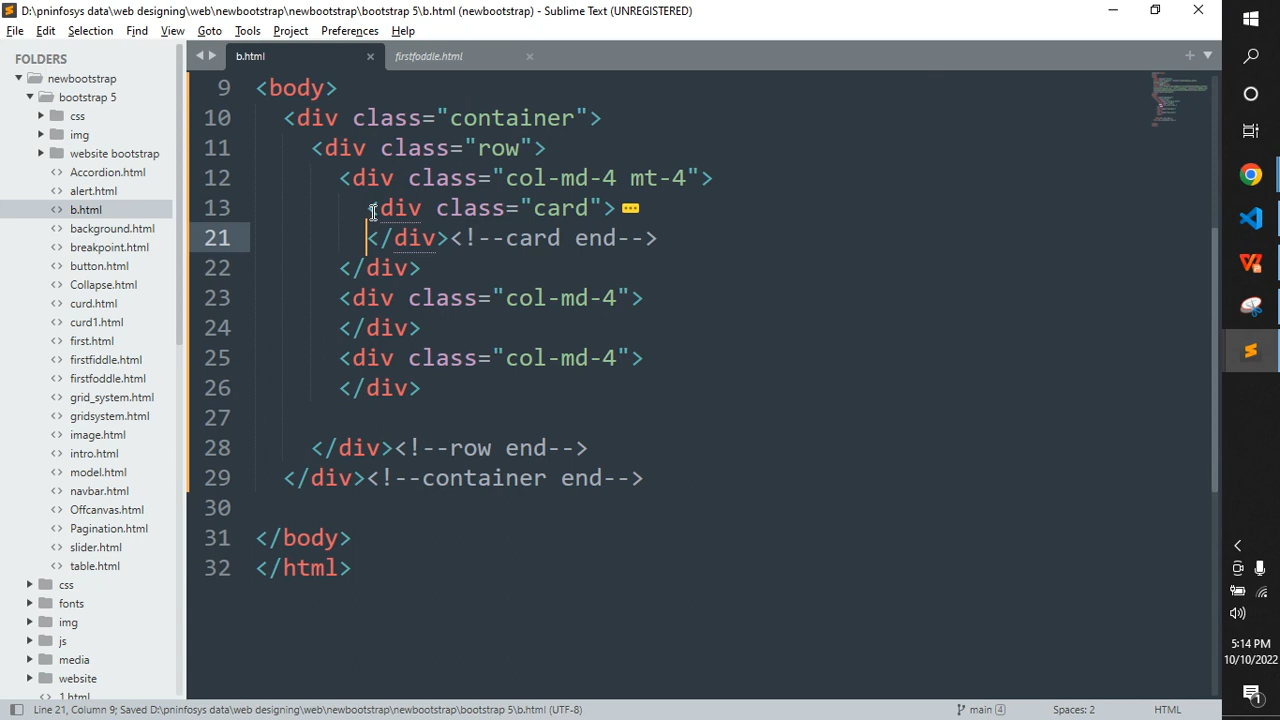 D:\pninfosys data\web designing\web\newbootstrap\newbootstrap\bootstrap 5\b.html (newbootstrap) - Sublime Text (UNREGISTERED)
File Edit Selection Find View Goto Tools Project Preferences Help
FOLDERS
newbootstrap
bootstrap 5
css
img
website bootstrap
Accordion.html
alert.html
b.html
background.html
breakpoint.html
button.html
Collapse.html
curd.html
curd1.html
first.html
firstfiddle.html
firstfoddle.html
grid_system.html
gridsystem.html
image.html
intro.html
model.html
navbar.html
Offcanvas.html
Pagination.html
slider.html
table.html
css
fonts
img
js
media
website
1.html
b.html
firstfoddle.html
9 <body>
10 <div class="container">
11 <div class="row">
12 <div class="col-md-4 mt-4">
13 <div class="card">
21 </div><!--card end-->
22 </div>
23 <div class="col-md-4">
24 </div>
25 <div class="col-md-4">
26 </div>
27
28 </div><!--row end-->
29 </div><!--container end-->
30
31 </body>
32 </html>
Line 21, Column 9; Saved D:\pninfosys data\web designing\web\newbootstrap\newbootstrap\bootstrap 5\b.html (UTF-8)
main 4
Spaces: 2
HTML
5:14 PM
10/10/2022
1